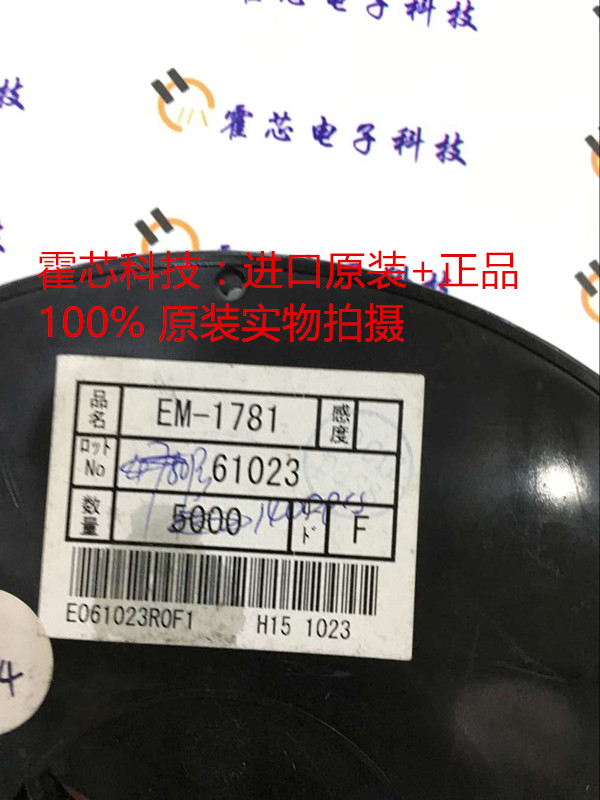 霍芯电子科技
HX
霍芯电子科技
霍芯科技：进口原装+正品
100% 原装实物拍摄
品名 EM-1781 感度
ロット No 61023
数量 5000 F
E061023R0F1 H15 1023
4